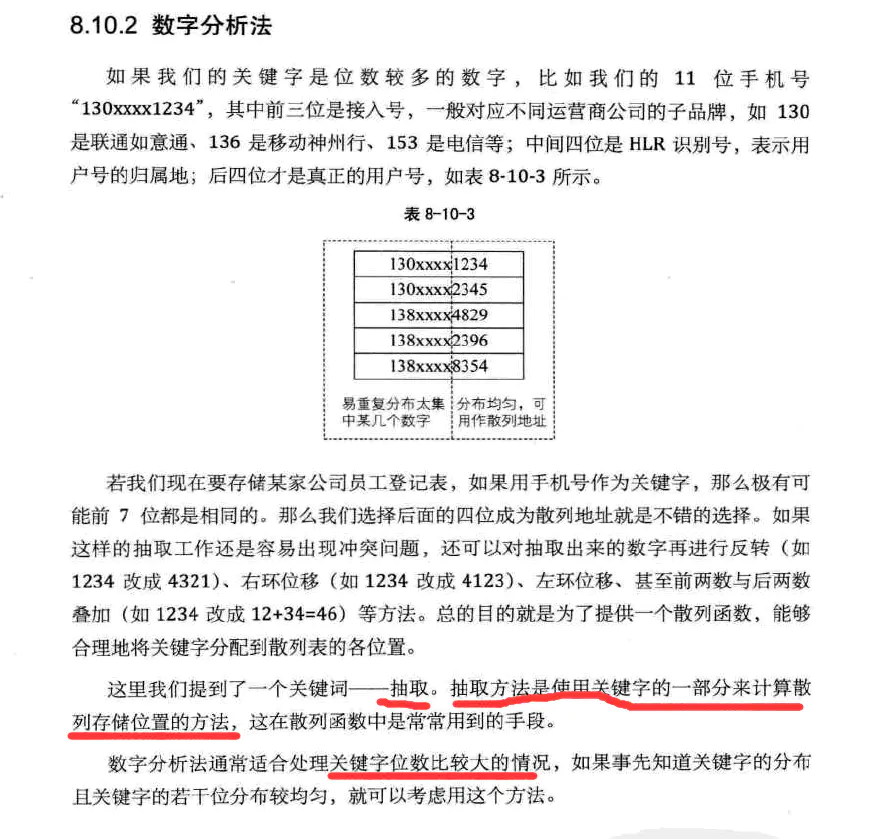 8.10.2 数字分析法
如果我们的关键字是位数较多的数字，比如我们的 11 位手机号
“130xxxx1234”，其中前三位是接入号，一般对应不同运营商公司的子品牌，如 130
是联通如意通、136 是移动神州行、153 是电信等；中间四位是 HLR 识别号，表示用
户号的归属地；后四位才是真正的用户号，如表 8-10-3 所示。
表 8-10-3
130xxxx1234
130xxxx2345
138xxxx4829
138xxxx2396
138xxxx8354
易重复分布太集
中某几个数字
分布均匀，可
用作散列地址
若我们现在要存储某家公司员工登记表，如果用手机号作为关键字，那么极有可
能前 7 位都是相同的。那么我们选择后面的四位成为散列地址就是不错的选择。如果
这样的抽取工作还是容易出现冲突问题，还可以对抽取出来的数字再进行反转（如
1234 改成 4321）、右环位移（如 1234 改成 4123）、左环位移、甚至前两数与后两数
叠加（如 1234 改成 12+34=46）等方法。总的目的就是为了提供一个散列函数，能够
合理地将关键字分配到散列表的各位置。
这里我们提到了一个关键词——抽取。抽取方法是使用关键字的一部分来计算散
列存储位置的方法，这在散列函数中是常常用到的手段。
数字分析法通常适合处理关键字位数比较大的情况，如果事先知道关键字的分布
且关键字的若干位分布较均匀，就可以考虑用这个方法。